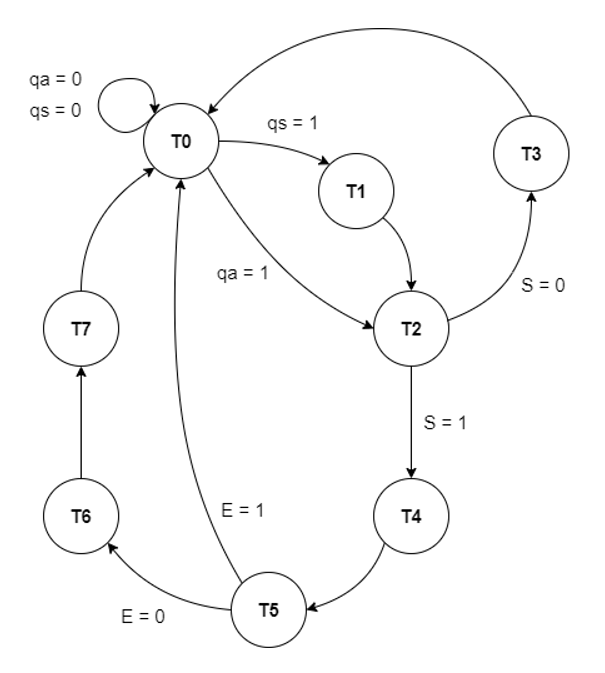 qa = 0
qs = 0
T0
qs = 1
T3
T1
qa = 1
S = 0
T7
T2
S = 1
T6
T4
E = 1
T5
E = 0